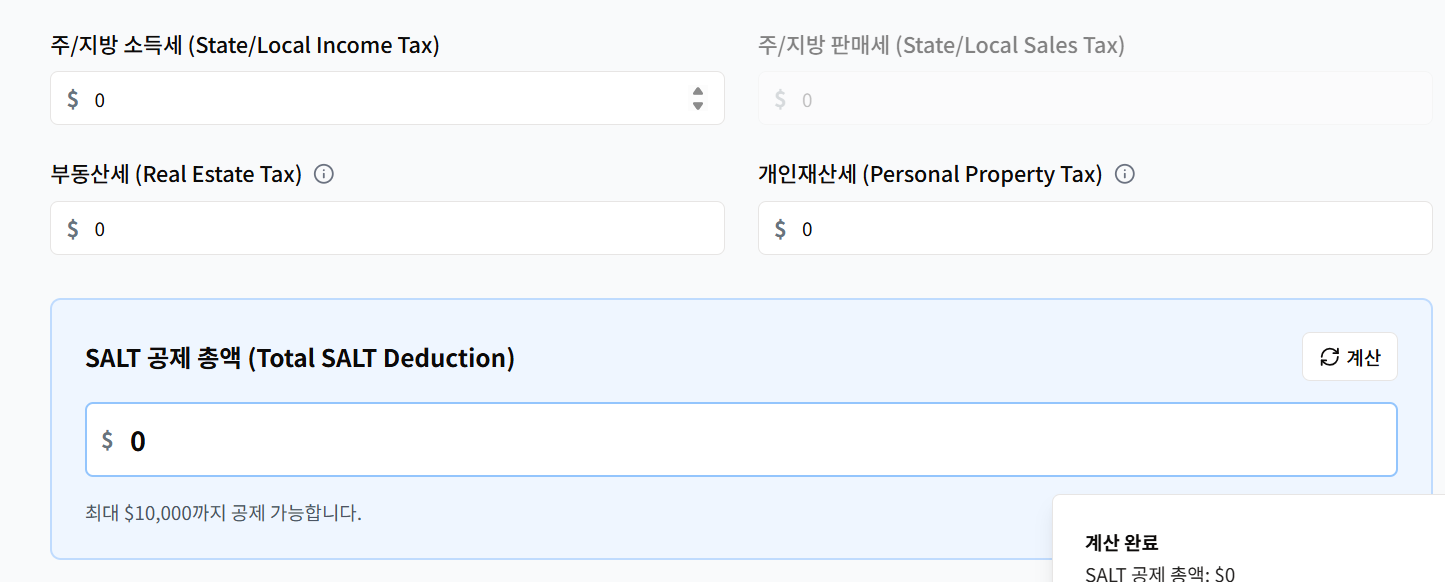 주/지방 소득세 (State/Local Income Tax)
주/지방 판매세 (State/Local Sales Tax)
$ 0
$ 0
부동산세 (Real Estate Tax)
개인재산세 (Personal Property Tax)
$ 0
$ 0
SALT 공제 총액 (Total SALT Deduction)
계산
$ 0
최대 $10,000까지 공제 가능합니다.
계산 완료
SALT 공제 총액: $0